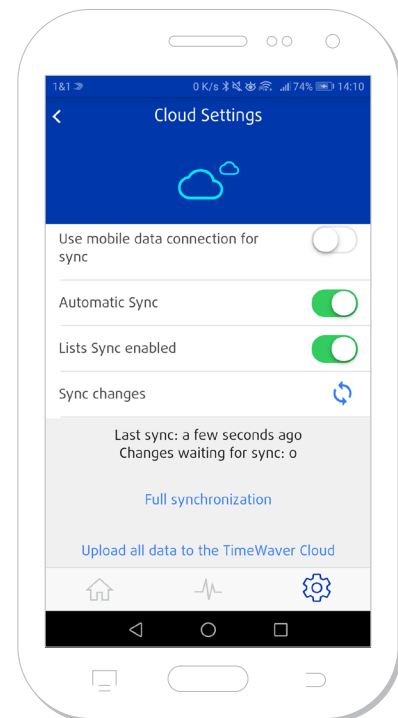 1&1
0 K/s 74% 14:10
Cloud Settings
Use mobile data connection for
sync
Automatic Sync
Lists Sync enabled
Sync changes
Last sync: a few seconds ago
Changes waiting for sync: 0
Full synchronization
Upload all data to the TimeWaver Cloud